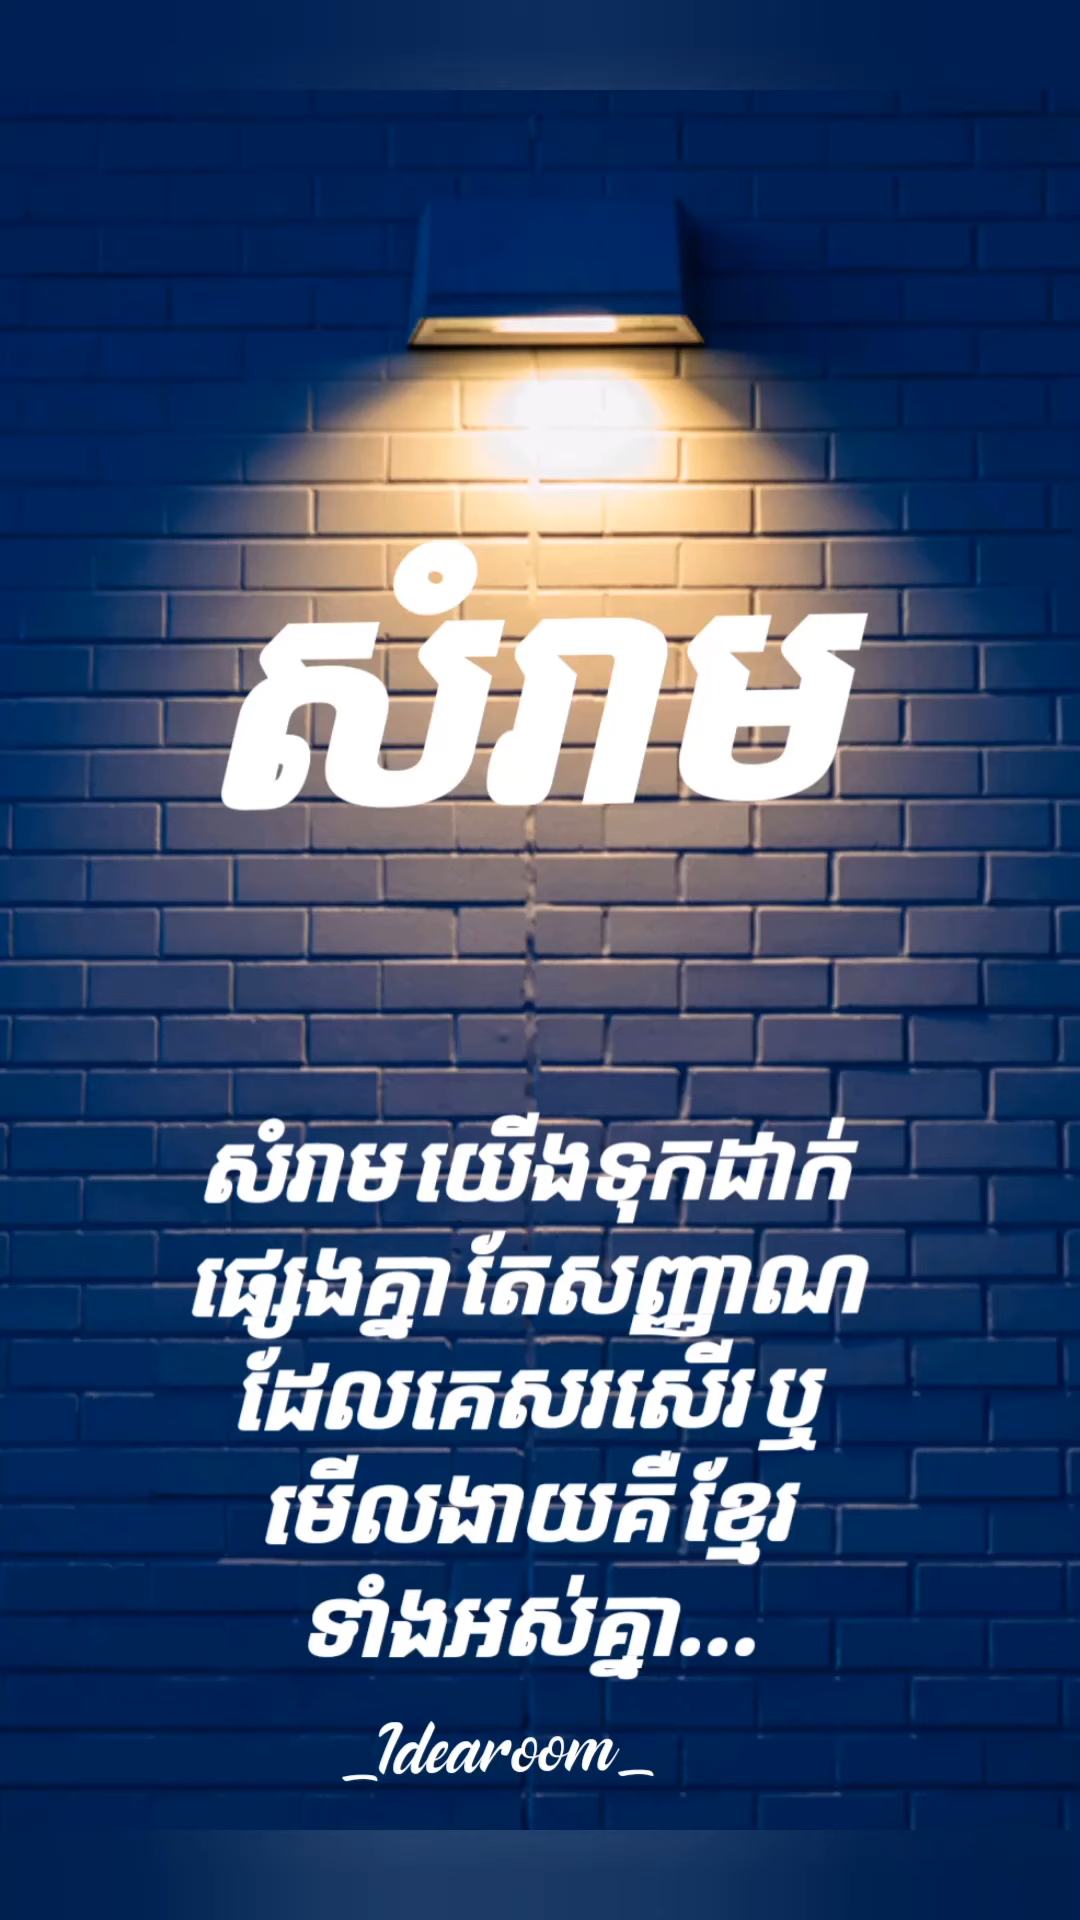 សំរាម
សំរាម យើងទុកដាក់
ផ្សេងគ្នា តែសញ្ញាណ
ដែលគេសរសើរ ឬ
មើលងាយគឺ ខ្មែរ
ទាំងអស់គ្នា...
_Idearoom_